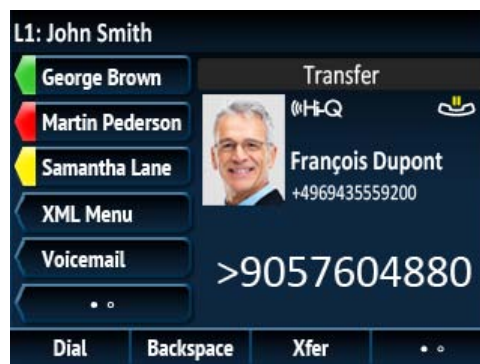 L1: John Smith
George Brown
Transfer
Martin Pederson
Hi-Q
Samantha Lane
François Dupont
+4969435559200
XML Menu
Voicemail
>9057604880
Dial Backspace Xfer